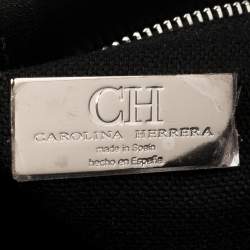 CH
CAROLINA HERRERA
made in Spain
hecho en España